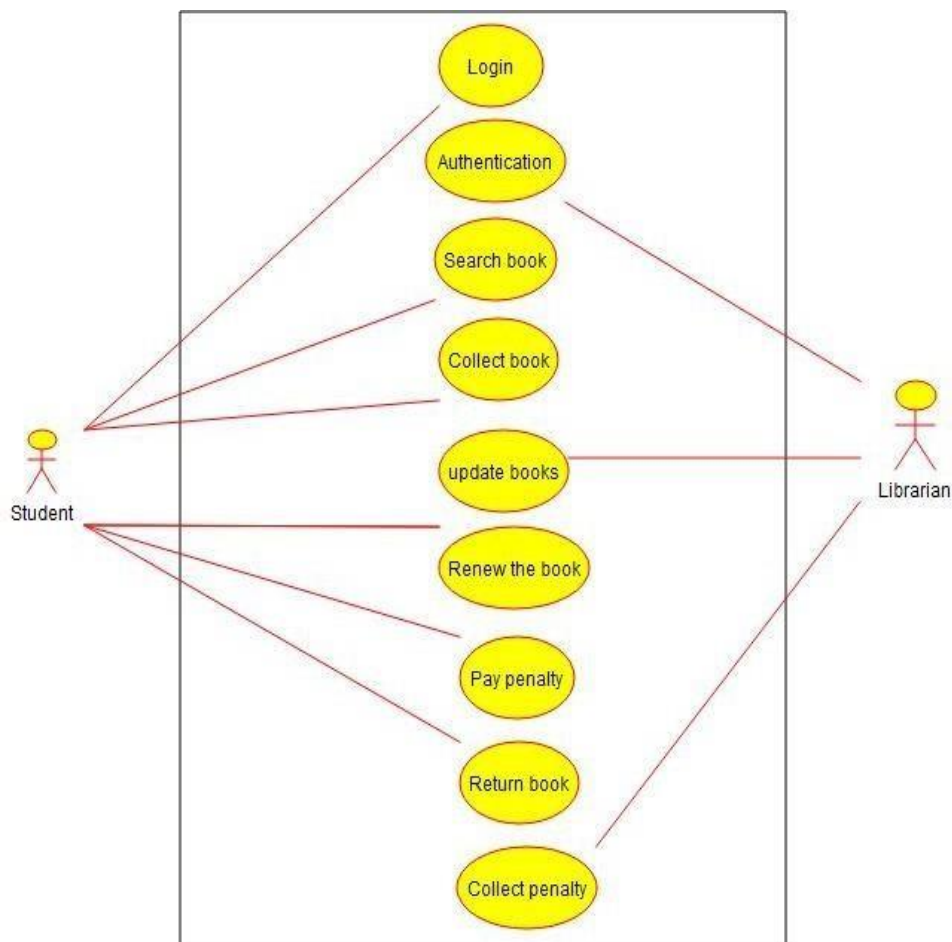 Login
Authentication
Search book
Collect book
update books
Librarian
Student
Renew the book
Pay penalty
Return book
Collect penalty